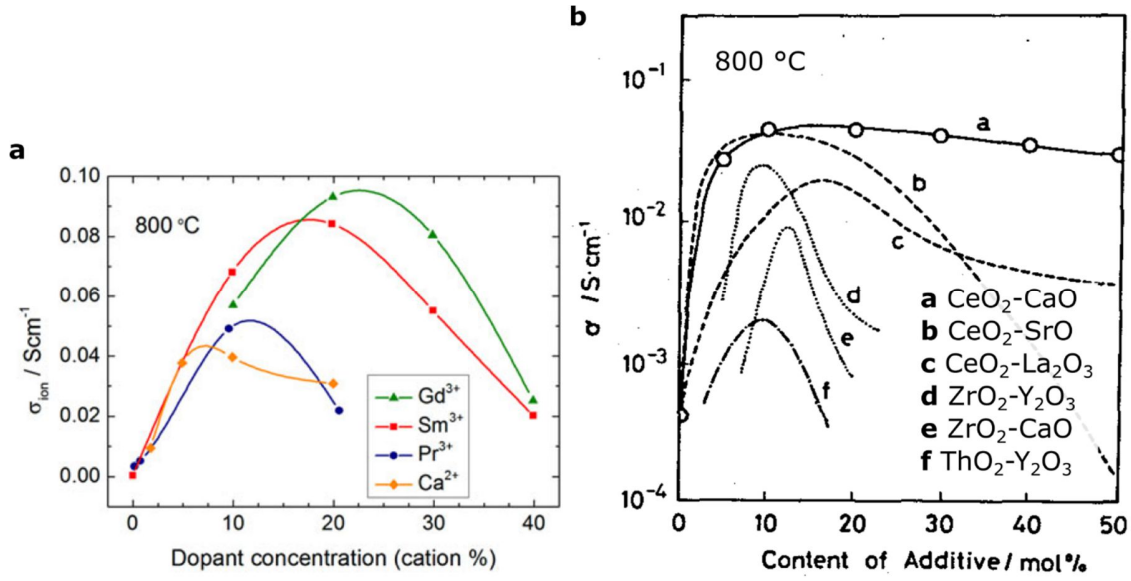 a
0.10
0.08
0.06
0.04
0.02
0.00
σion / Scm⁻¹
800 °C
Gd³⁺
Sm³⁺
Pr³⁺
Ca²⁺
0 10 20 30 40
Dopant concentration (cation %)
b
800 °C
10⁻¹
10⁻²
10⁻³
10⁻⁴
σ / S·cm⁻¹
a
b
c
d
e
f
a CeO₂-CaO
b CeO₂-SrO
c CeO₂-La₂O₃
d ZrO₂-Y₂O₃
e ZrO₂-CaO
f ThO₂-Y₂O₃
0 10 20 30 40 50
Content of Additive/mol%